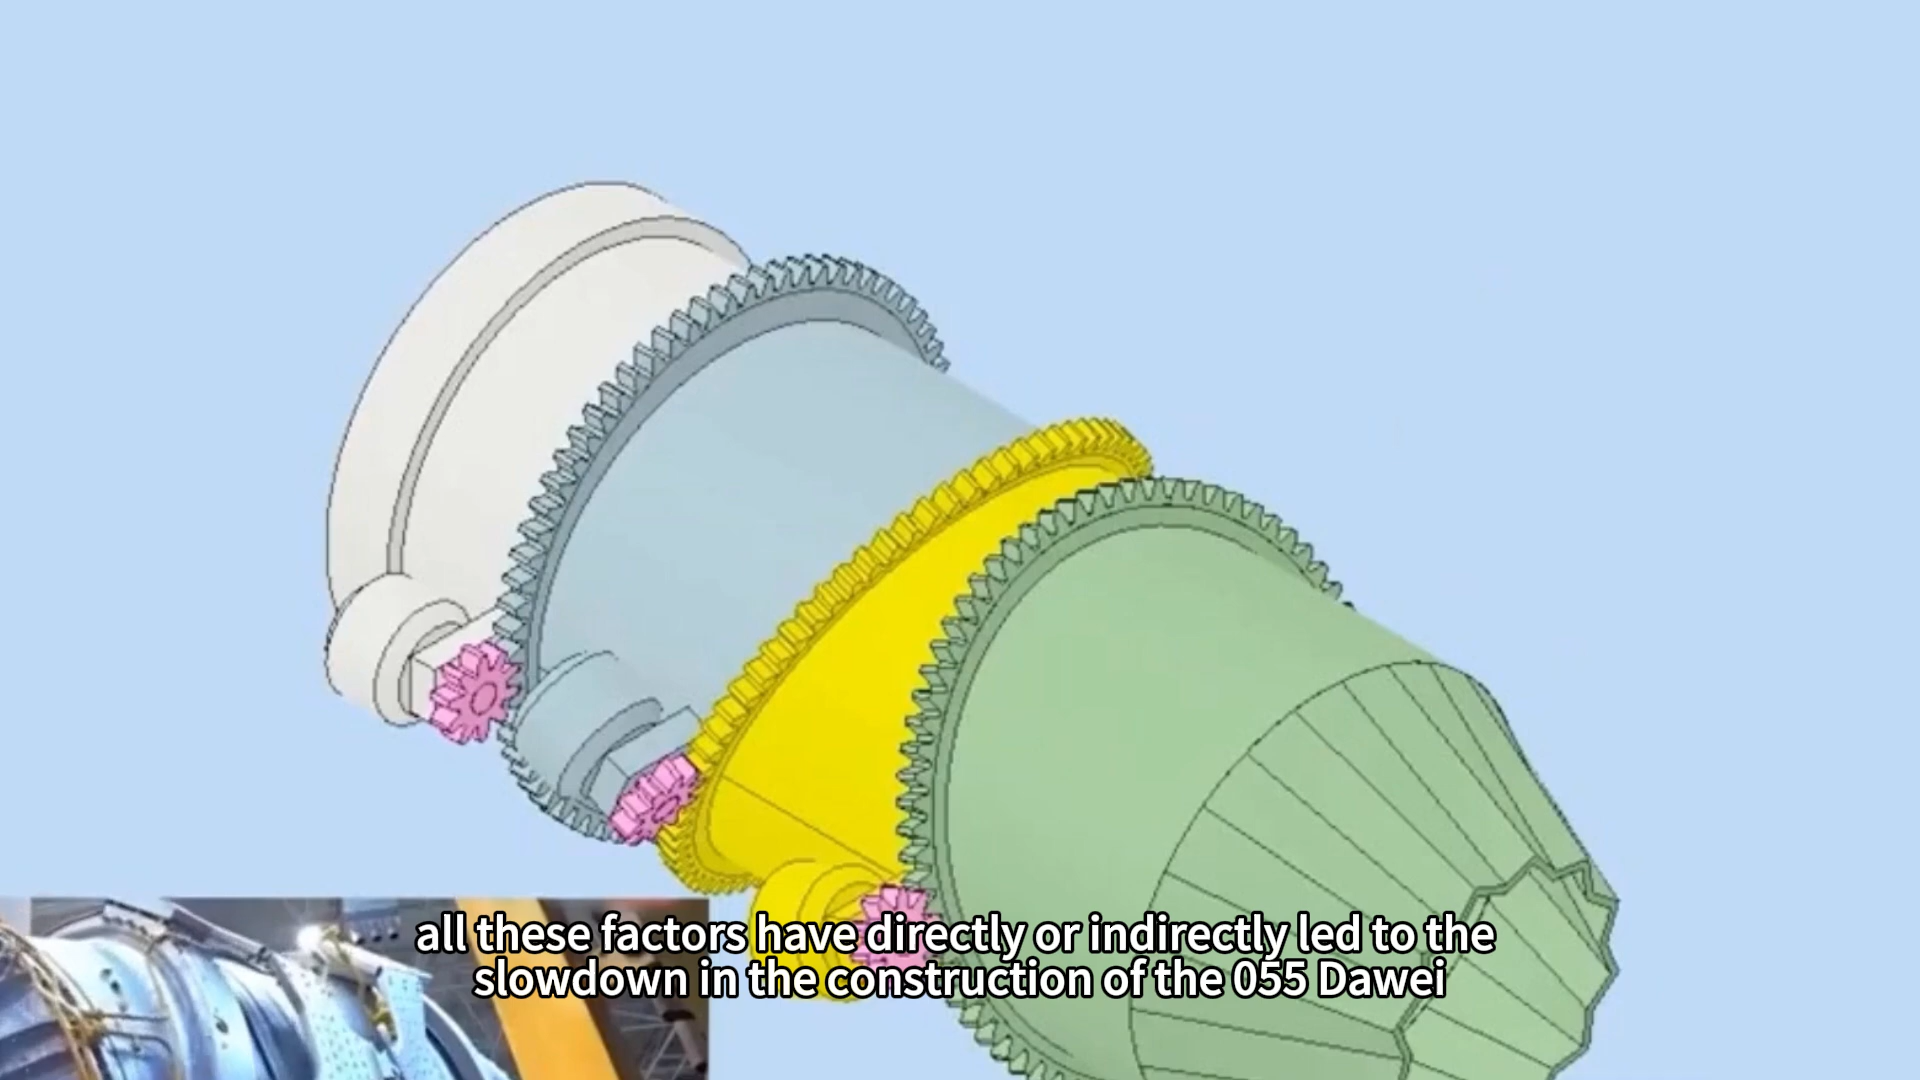 all these factors have directly or indirectly led to the
slowdown in the construction of the 055 Dawei